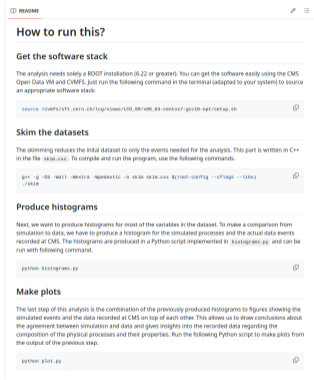 README
How to run this?
Get the software stack
The analysis needs solely a ROOT installation (6.22 or greater). You can get the software easily using the CMS
Open Data VM and CVMFS. Just run the following command in the terminal (adapted to your system) to source
an appropriate software stack:
source /cvmfs/sft.cern.ch/lcg/views/LCG_99/x86_64-centos7-gcc10-opt/setup.sh
Skim the datasets
The skimming reduces the inital dataset to only the events needed for the analysis. This part is written in C++
in the file skim.cxx. To compile and run the program, use the following commands.
g++ -g -O3 -Wall -Wextra -Wpedantic -o skim skim.cxx $(root-config --cflags --libs)
./skim
Produce histograms
Next, we want to produce histograms for most of the variables in the dataset. To make a comparison from
simulation to data, we have to produce a histogram for the simulated processes and the actual data events
recorded at CMS. The histograms are produced in a Python script implemented in histograms.py and can be
run with following command.
python histograms.py
Make plots
The last step of this analysis is the combination of the previously produced histograms to figures showing the
simulated events and the data recorded at CMS on top of each other. This allows us to draw conclusions about
the agreement between simulation and data and gives insights into the recorded data regarding the
composition of the physical processes and their properties. Run the following Python script to make plots from
the output of the previous step.
python plot.py